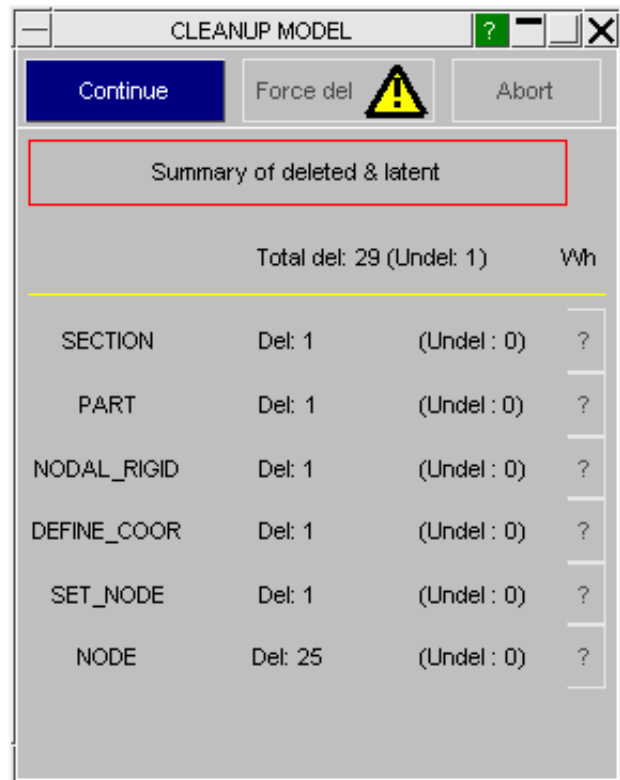 CLEANUP MODEL ?
Continue Force del Abort
Summary of deleted & latent
Total del: 29 (Undel: 1) Wh
SECTION Del: 1 (Undel : 0) ?
PART Del: 1 (Undel : 0) ?
NODAL_RIGID Del: 1 (Undel : 0) ?
DEFINE_COOR Del: 1 (Undel : 0) ?
SET_NODE Del: 1 (Undel : 0) ?
NODE Del: 25 (Undel : 0) ?